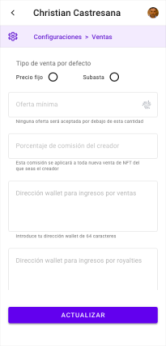 Christian Castresana
Configuraciones > Ventas
Tipo de venta por defecto
Precio fijo
Subasta
Oferta mínima
Ninguna oferta será aceptada por debajo de esta cantidad
Porcentaje de comisión del creador
Esta comisión se aplicará a toda nueva venta de NFT del
que seas el creador
Dirección wallet para ingresos por ventas
Introduce tu dirección wallet de 64 caracteres
Dirección wallet para ingresos por royalties
ACTUALIZAR